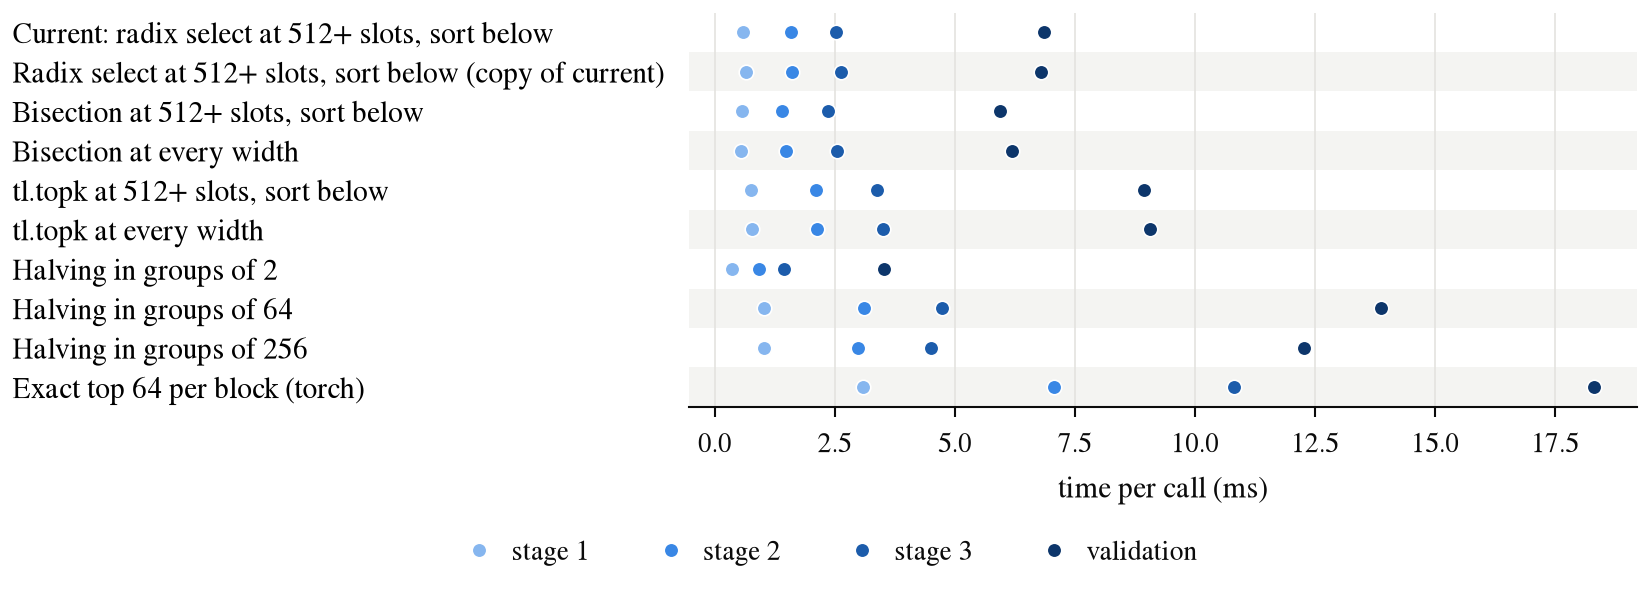 Current: radix select at 512+ slots, sort below
Radix select at 512+ slots, sort below (copy of current)
Bisection at 512+ slots, sort below
Bisection at every width
tl.topk at 512+ slots, sort below
tl.topk at every width
Halving in groups of 2
Halving in groups of 64
Halving in groups of 256
Exact top 64 per block (torch)
0.0 2.5 5.0 7.5 10.0 12.5 15.0 17.5
time per call (ms)
stage 1 stage 2 stage 3 validation